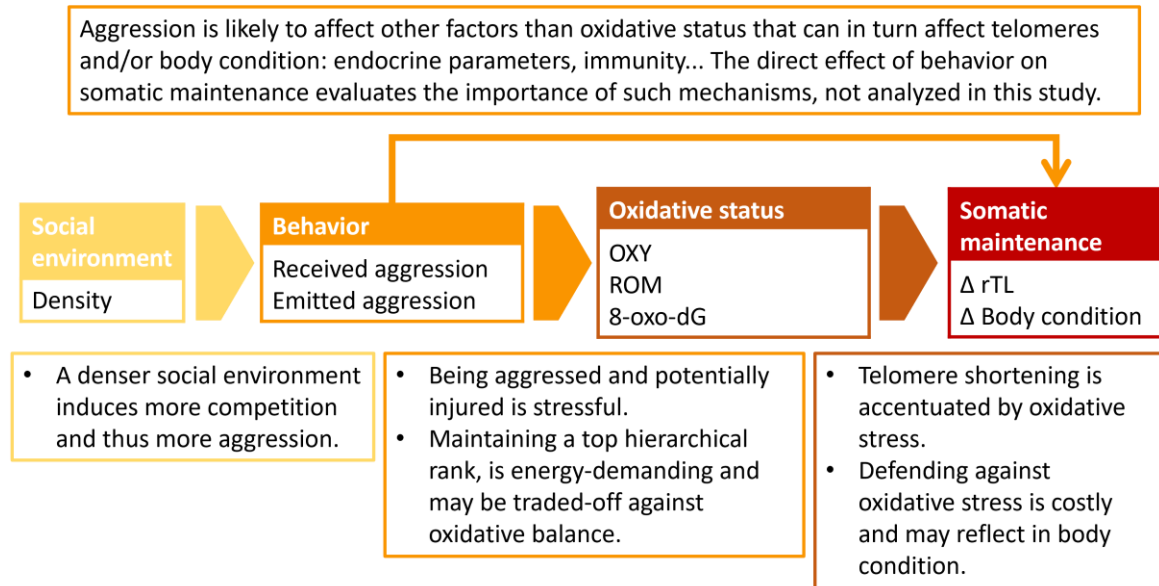 Aggression is likely to affect other factors than oxidative status that can in turn affect telomeres
and/or body condition: endocrine parameters, immunity... The direct effect of behavior on
somatic maintenance evaluates the importance of such mechanisms, not analyzed in this study.
Social
environment
Density
Behavior
Received aggression
Emitted aggression
Oxidative status
OXY
ROM
8-oxo-dG
Somatic
maintenance
Δ rTL
Δ Body condition
• A denser social environment
induces more competition
and thus more aggression.
• Being aggressed and potentially
injured is stressful.
• Maintaining a top hierarchical
rank, is energy-demanding and
may be traded-off against
oxidative balance.
• Telomere shortening is
accentuated by oxidative
stress.
• Defending against
oxidative stress is costly
and may reflect in body
condition.